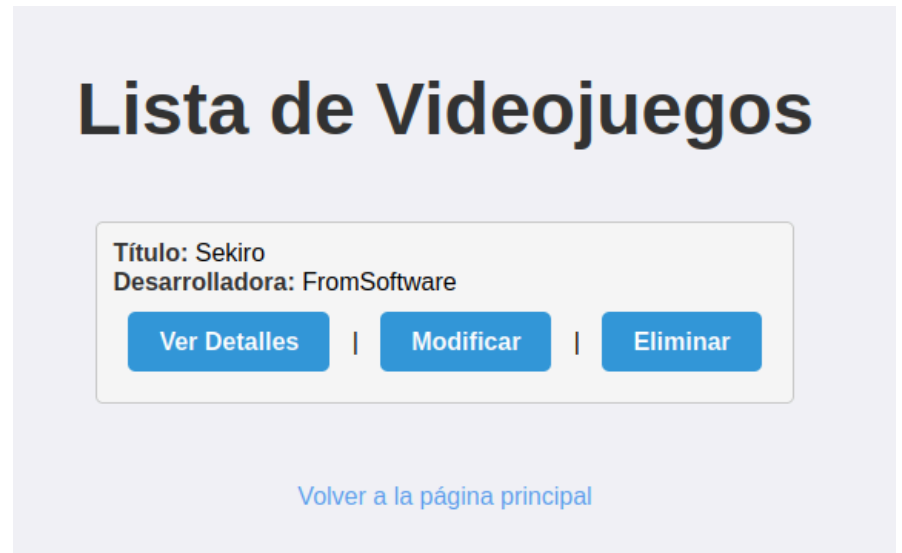 Lista de Videojuegos
Título: Sekiro
Desarrolladora: FromSoftware
Ver Detalles | Modificar | Eliminar
Volver a la página principal